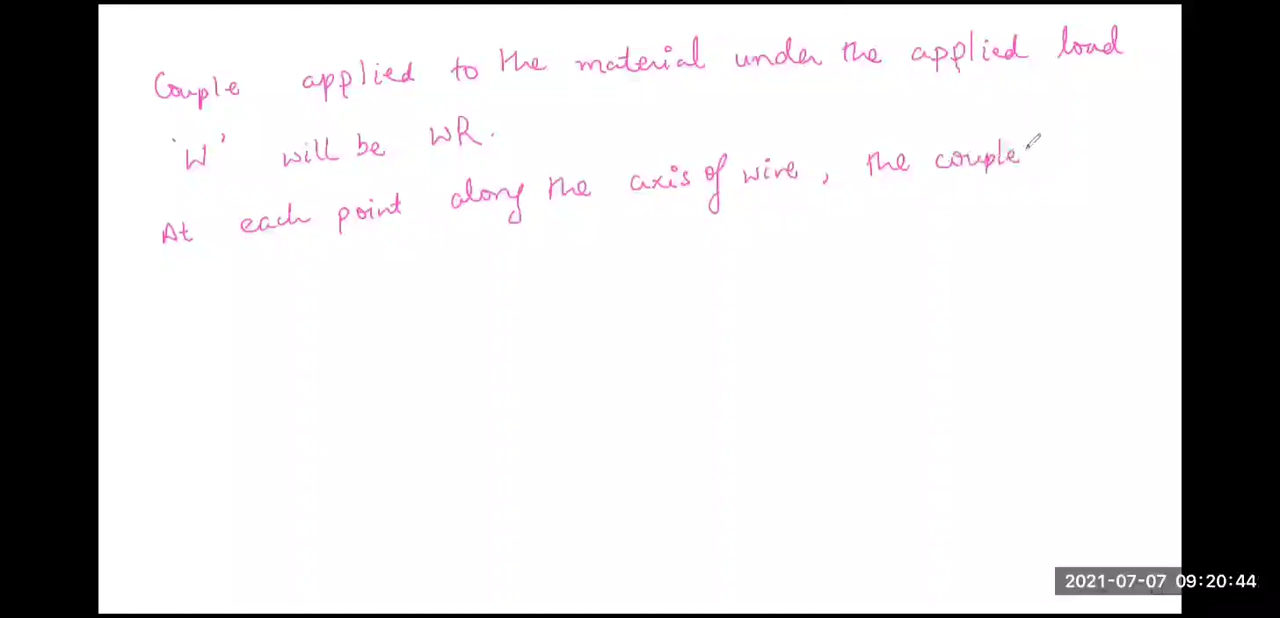 Couple applied to the material under the applied load
'W' will be WR.
At each point along the axis of wire, the couple
2021-07-07 09:20:44